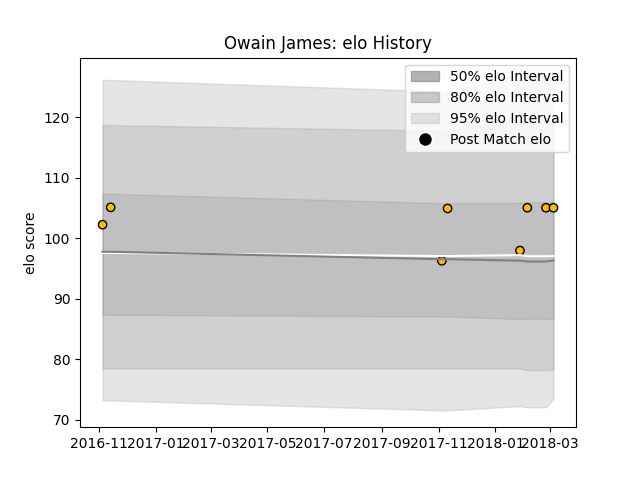 Owain James: elo History
50% elo Interval
80% elo Interval
95% elo Interval
Post Match elo
elo score
120
110
100
90
80
70
2016-11 2017-01 2017-03 2017-05 2017-07 2017-09 2017-11 2018-01 2018-03